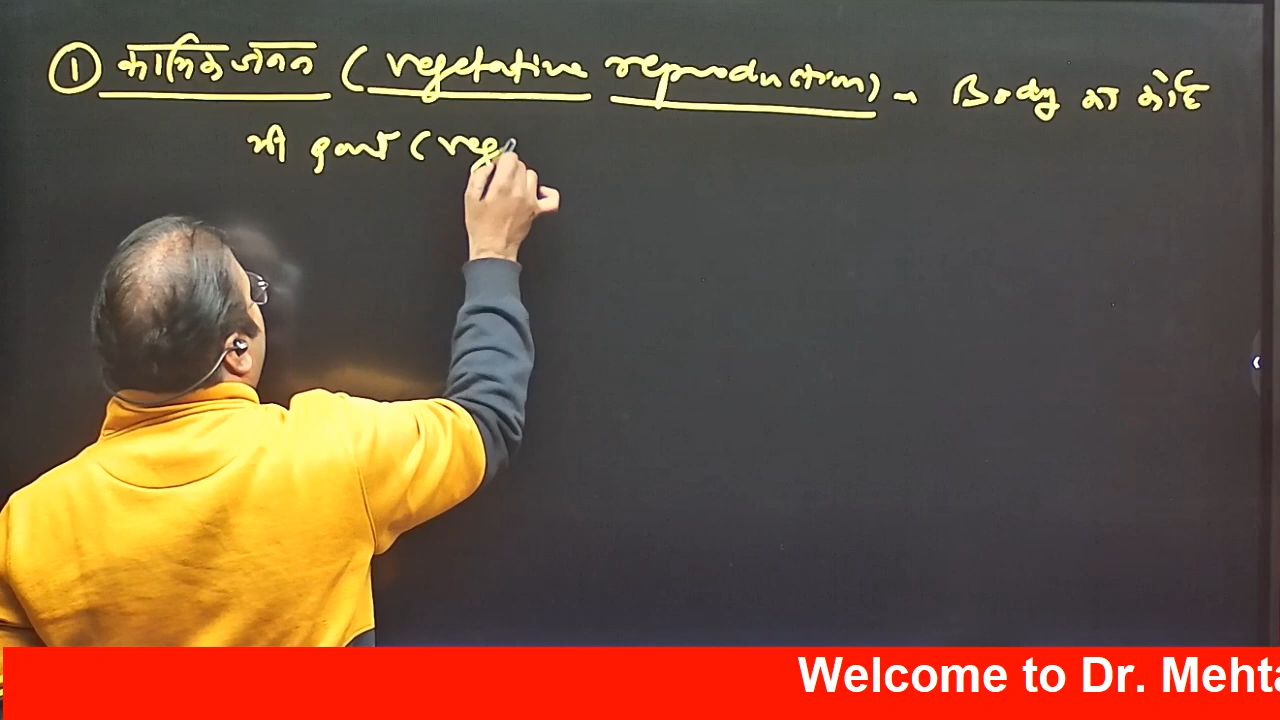 ① कायिक जनन (vegetative reproduction) → Body का कोई
भी part (veg
Welcome to Dr. Mehta